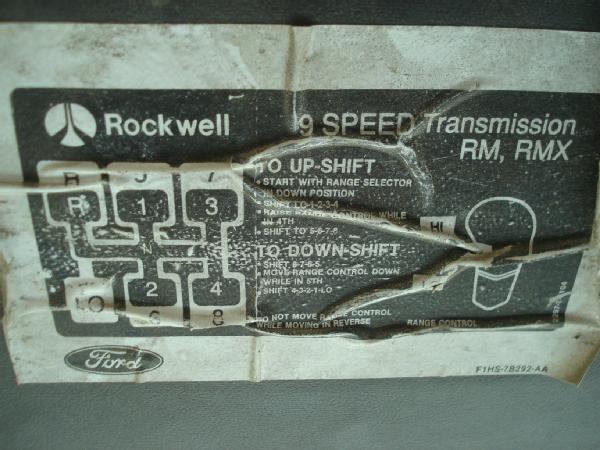 Rockwell 9 SPEED Transmission
RM, RMX
R 5 7
R 1 3
N
2 4
LO 6 8
TO UP-SHIFT
• START WITH RANGE SELECTOR
IN DOWN POSITION
• SHIFT LO-1-2-3-4
• RAISE RANGE CONTROL WHILE
IN 4TH
• SHIFT TO 5-6-7-8
TO DOWN-SHIFT
• SHIFT 8-7-6-5
• MOVE RANGE CONTROL DOWN
WHILE IN 5TH
• SHIFT 4-3-2-1-LO
DO NOT MOVE RANGE CONTROL
WHILE MOVING IN REVERSE
HI
RANGE CONTROL
Ford
F1HS-7B292-AA